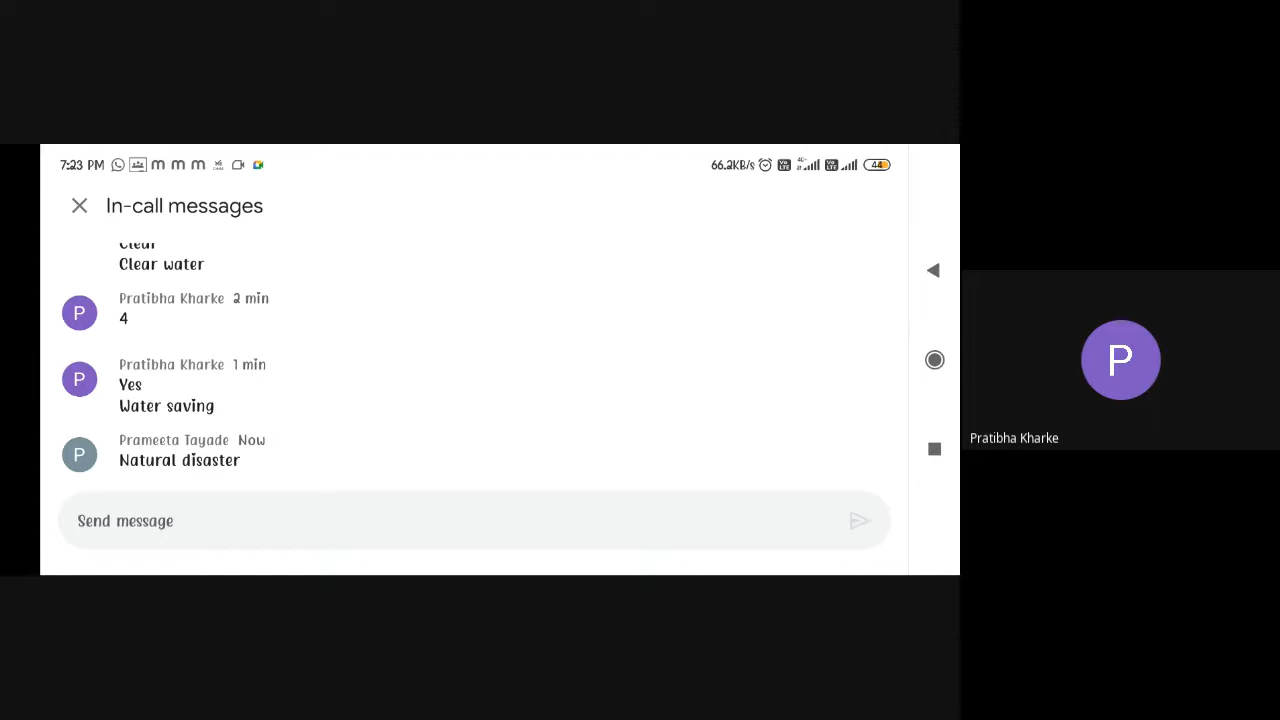 7:23 PM
66.2KB/s
44
In-call messages
Clear
Clear water
Pratibha Kharke 2 min
P
4
Pratibha Kharke 1 min
P
Yes
Water saving
Prameeta Tayade Now
P
Natural disaster
Send message
P
Pratibha Kharke